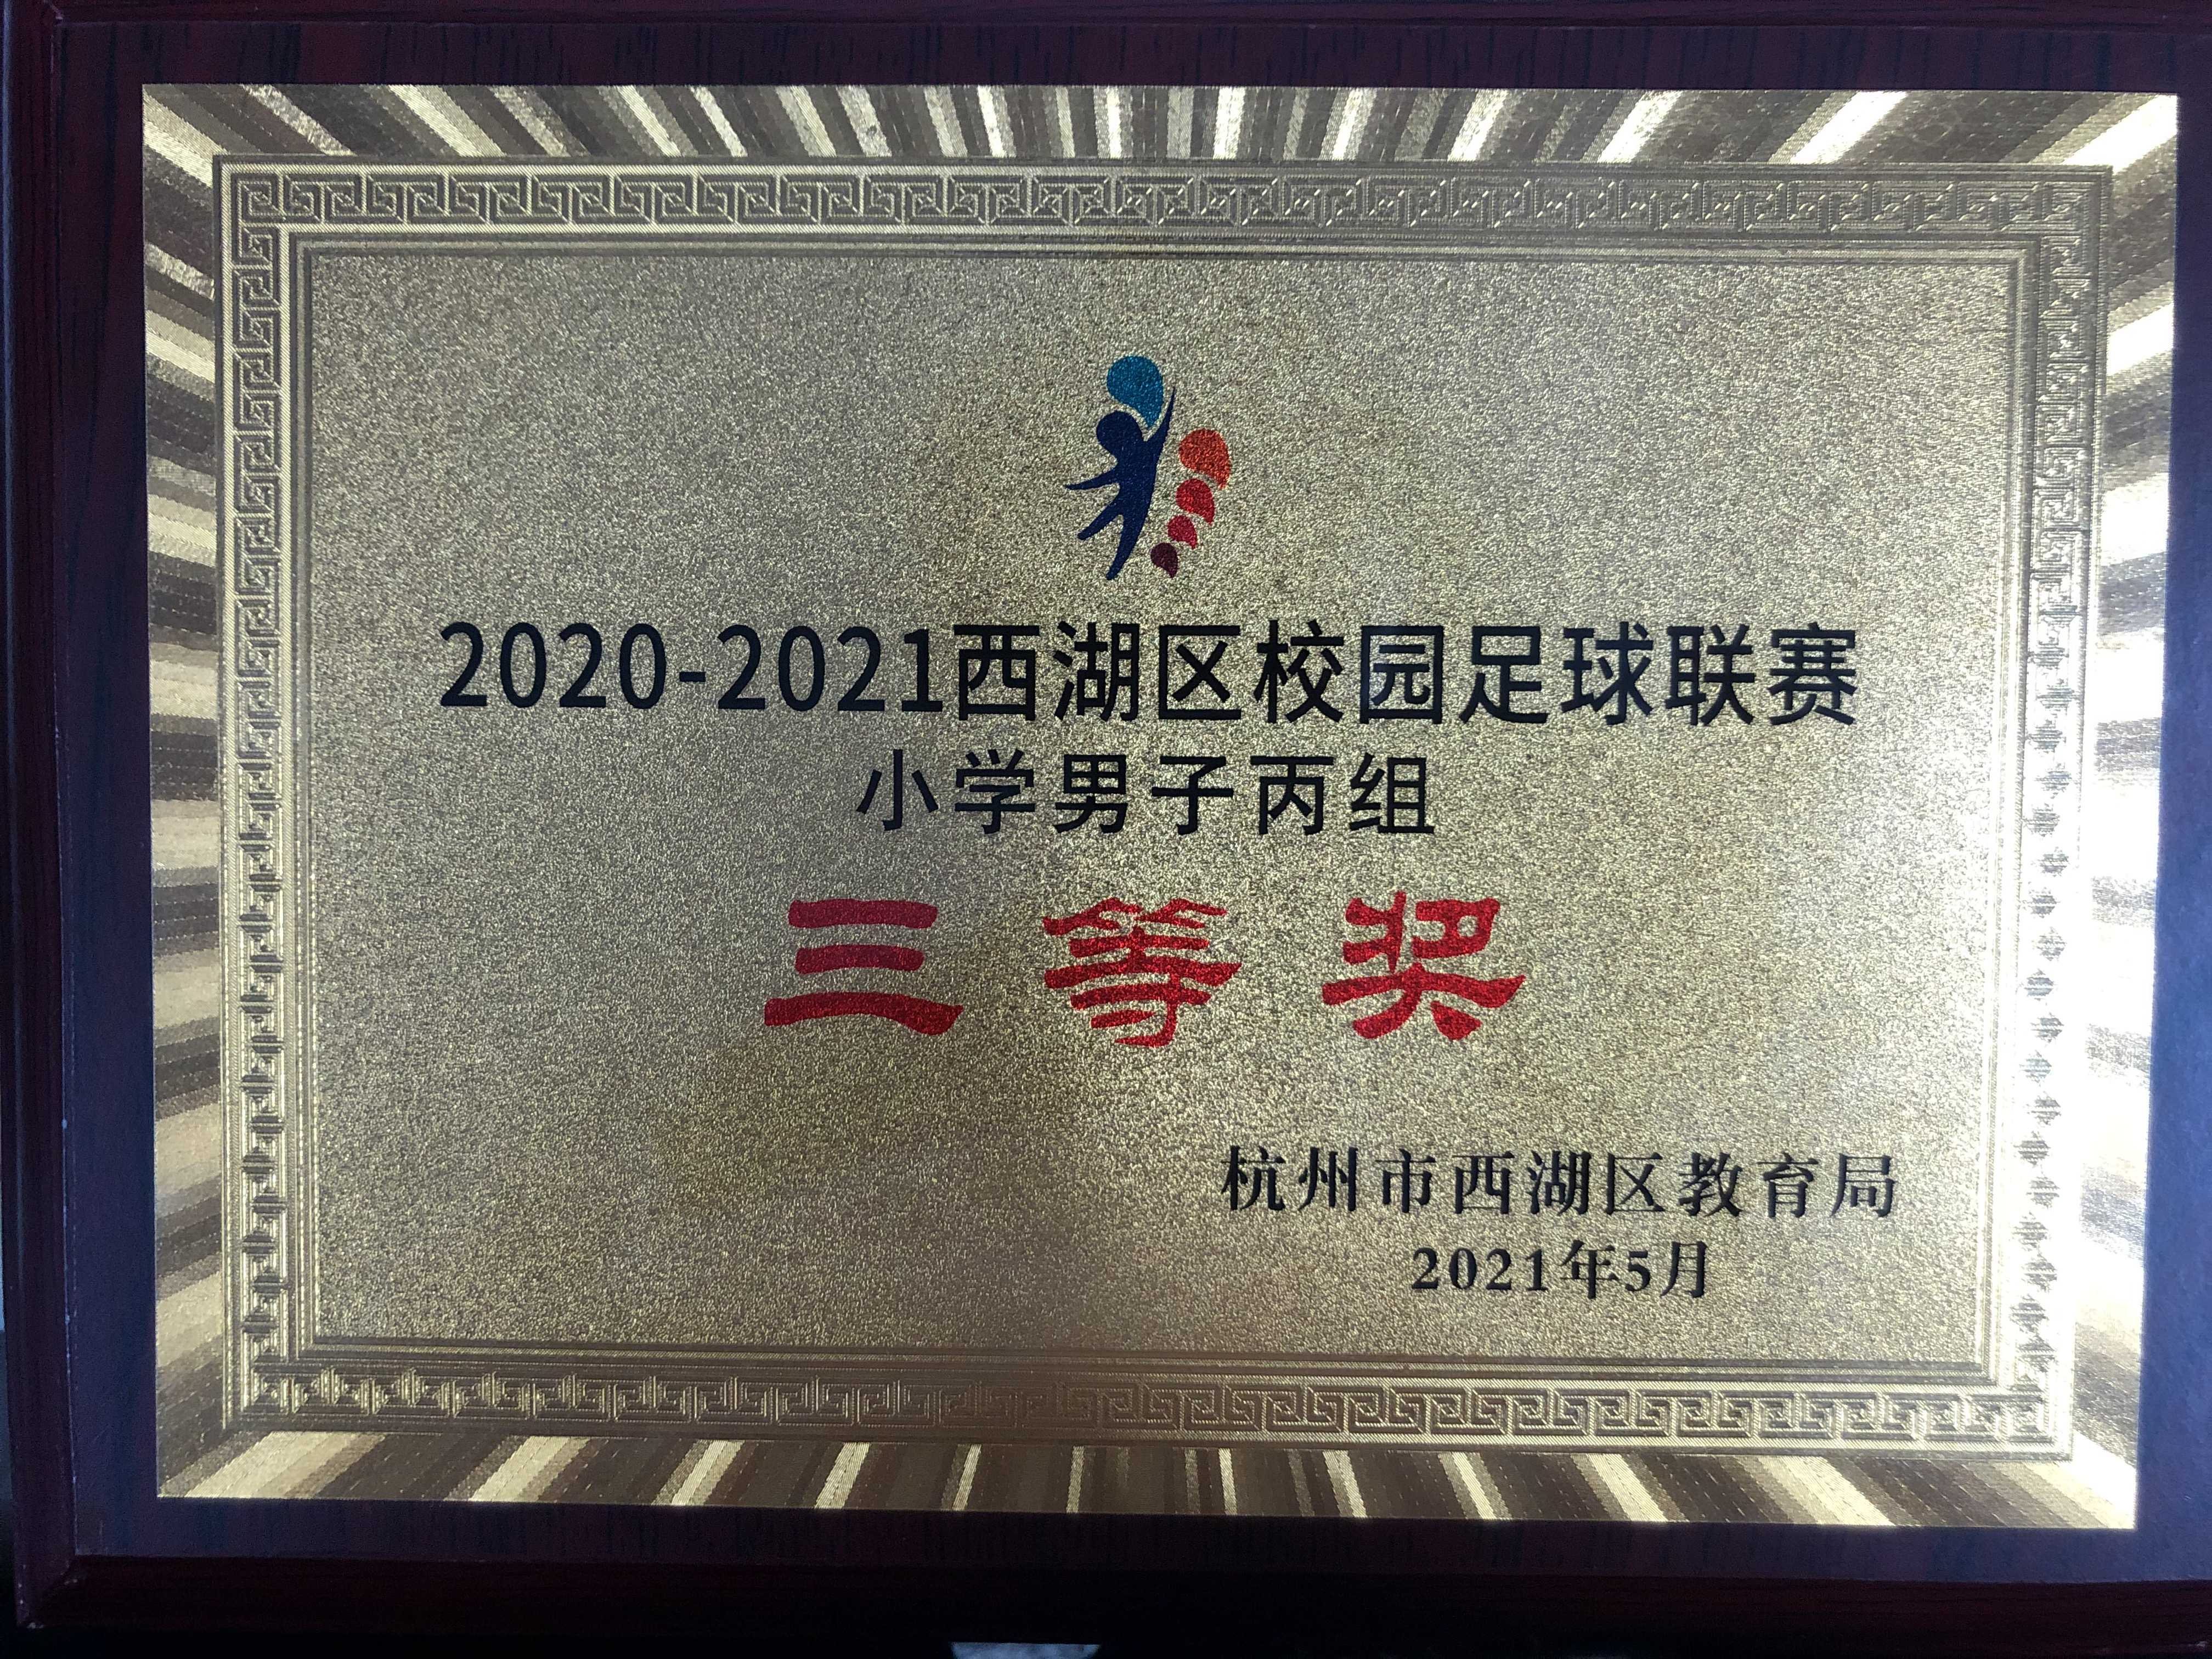 2020-2021西湖区校园足球联赛
小学男子丙组
三等奖
杭州市西湖区教育局
2021年5月